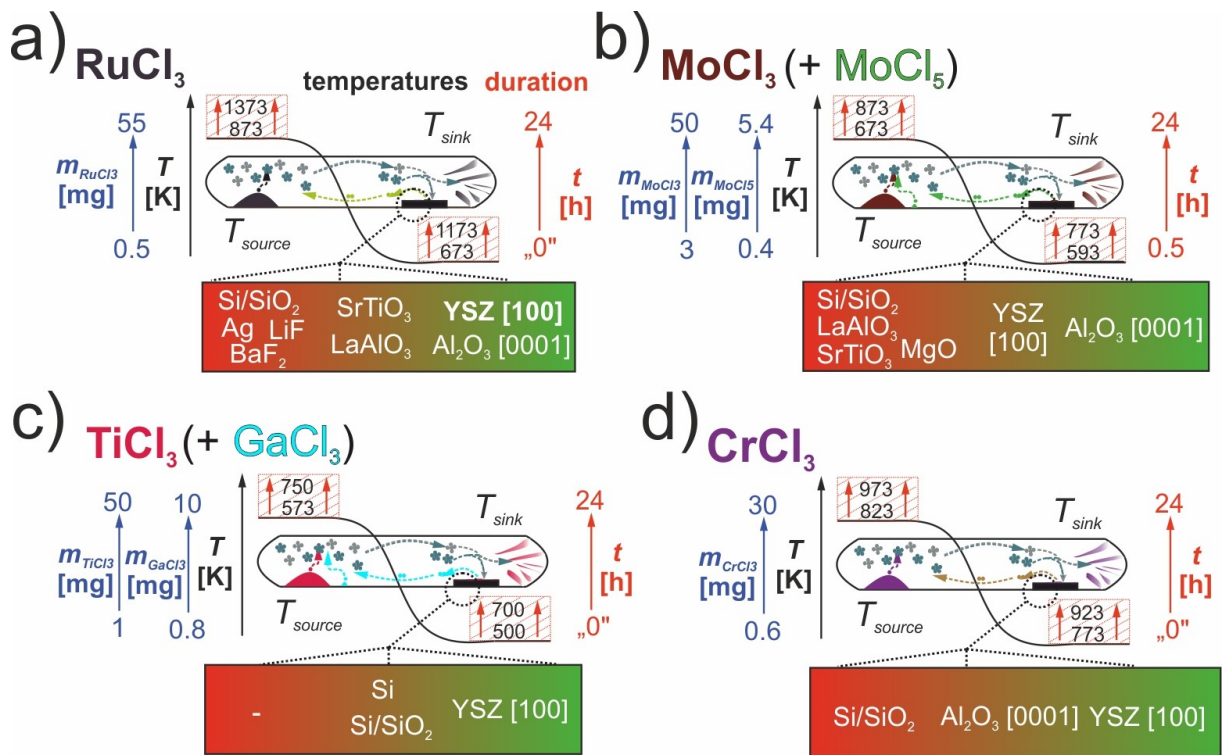 a) RuCl₃
temperatures duration
55
m_RuCl3
[mg]
0.5
T
[K]
1373
873
T_sink
T_source
1173
673
24
t
[h]
„0"
Si/SiO₂
Ag LiF
BaF₂
SrTiO₃
LaAlO₃
YSZ [100]
Al₂O₃ [0001]
b) MoCl₃ (+ MoCl₅)
50
m_MoCl3
[mg]
3
5.4
m_MoCl5
[mg]
0.4
T
[K]
873
673
T_sink
T_source
773
593
24
t
[h]
0.5
Si/SiO₂
LaAlO₃
SrTiO₃ MgO
YSZ
[100]
Al₂O₃ [0001]
c) TiCl₃ (+ GaCl₃)
50
m_TiCl3
[mg]
1
10
m_GaCl3
[mg]
0.8
T
[K]
750
573
T_sink
T_source
700
500
24
t
[h]
„0"
-
Si
Si/SiO₂
YSZ [100]
d) CrCl₃
30
m_CrCl3
[mg]
0.6
T
[K]
973
823
T_sink
T_source
923
773
24
t
[h]
„0"
Si/SiO₂
Al₂O₃ [0001]
YSZ [100]